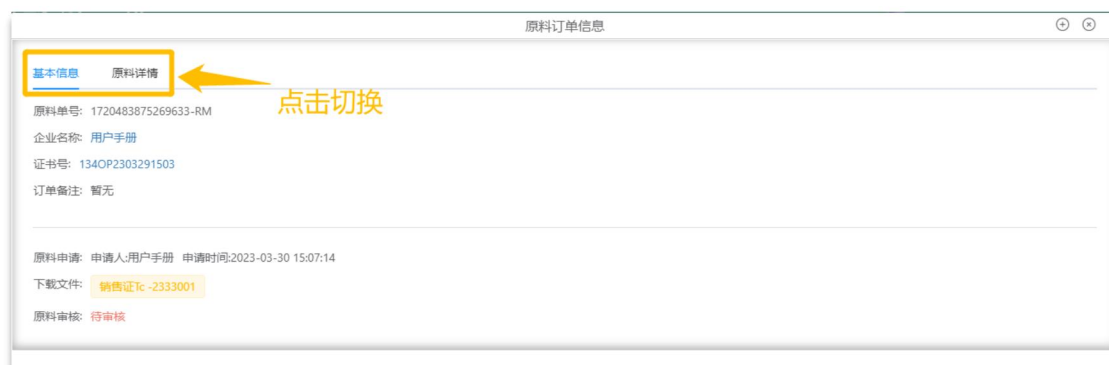 原料订单信息
基本信息 原料详情
点击切换
原料单号: 1720483875269633-RM
企业名称: 用户手册
证书号: 134OP2303291503
订单备注: 暂无
原料申请: 申请人:用户手册 申请时间:2023-03-30 15:07:14
下载文件: 销售证Tc -2333001
原料审核: 待审核